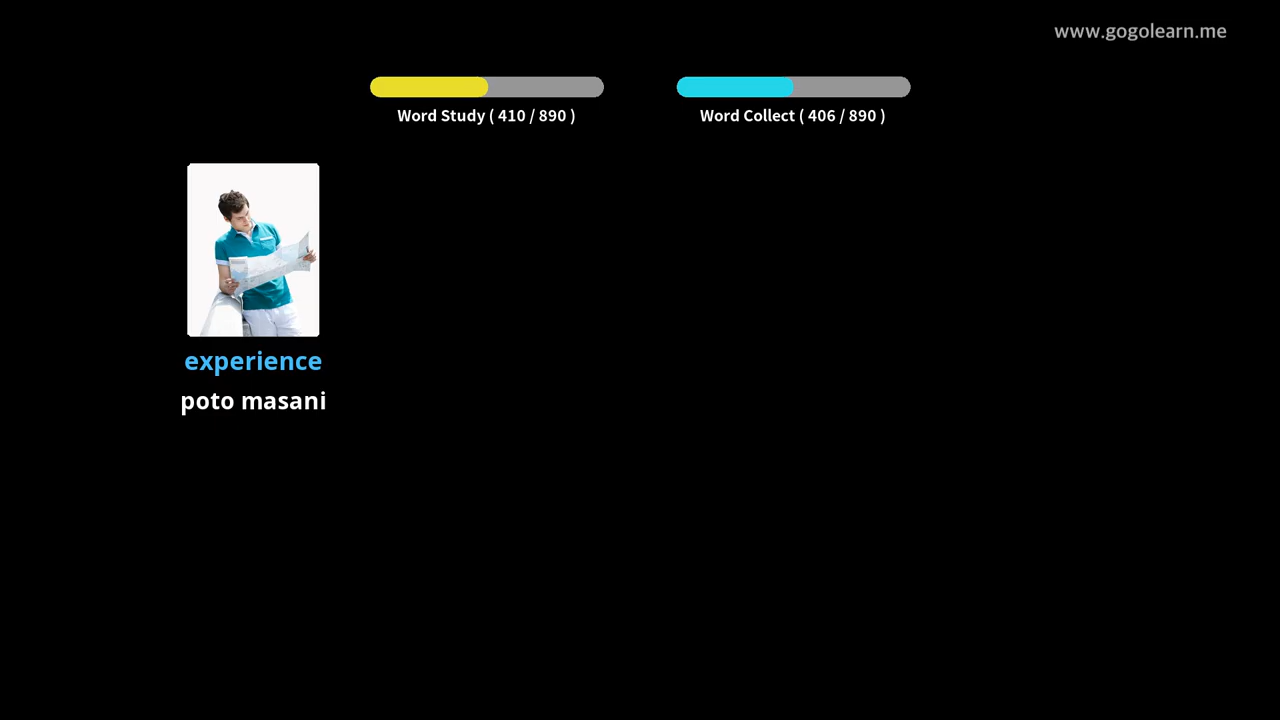 www.gogolearn.me
Word Study ( 410 / 890 )
Word Collect ( 406 / 890 )
experience
poto masani